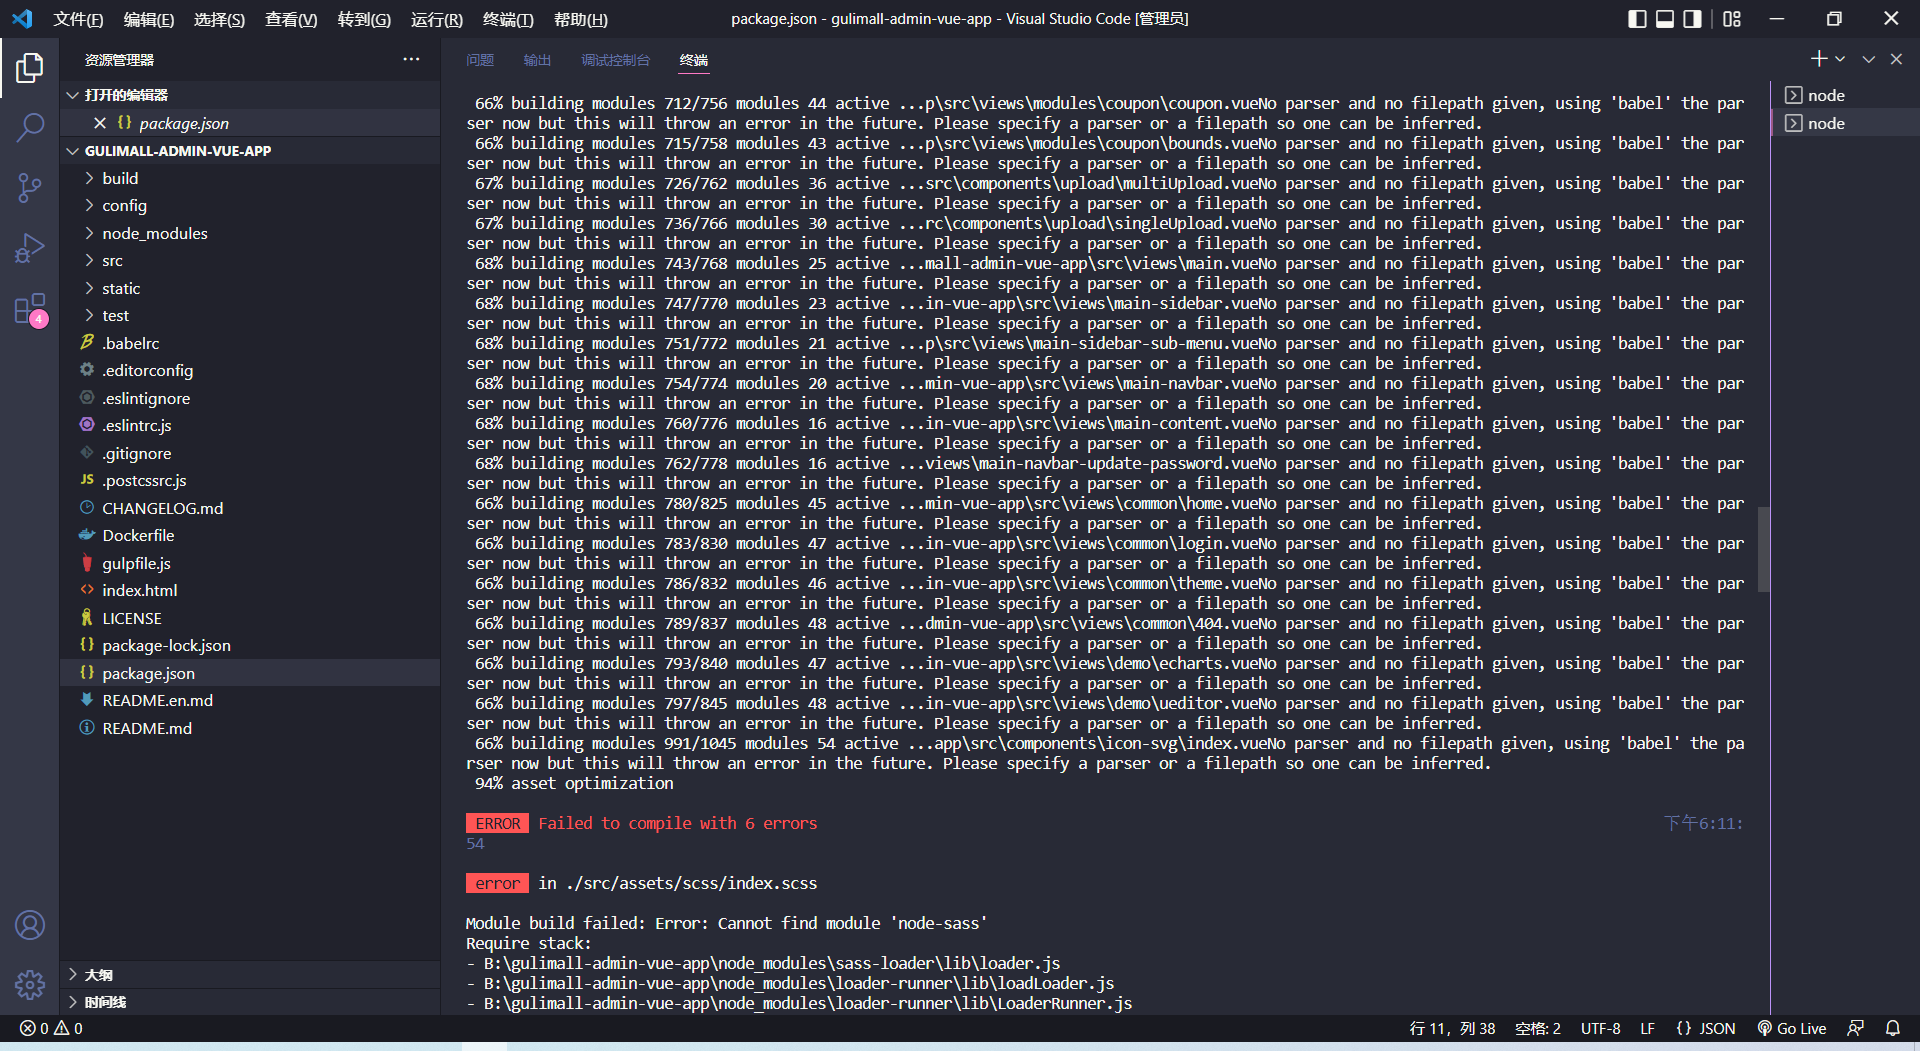 文件(F) 编辑(E) 选择(S) 查看(V) 转到(G) 运行(R) 终端(T) 帮助(H) package.json - gulimall-admin-vue-app - Visual Studio Code [管理员]
资源管理器
打开的编辑器
{} package.json
GULIMALL-ADMIN-VUE-APP
build
config
node_modules
src
static
test
.babelrc
.editorconfig
.eslintignore
.eslintrc.js
.gitignore
JS .postcssrc.js
CHANGELOG.md
Dockerfile
gulpfile.js
<> index.html
LICENSE
{} package-lock.json
{} package.json
README.en.md
README.md
大纲
时间线
4
问题 输出 调试控制台 终端
66% building modules 712/756 modules 44 active ...p\src\views\modules\coupon\coupon.vueNo parser and no filepath given, using 'babel' the par
ser now but this will throw an error in the future. Please specify a parser or a filepath so one can be inferred.
66% building modules 715/758 modules 43 active ...p\src\views\modules\coupon\bounds.vueNo parser and no filepath given, using 'babel' the par
ser now but this will throw an error in the future. Please specify a parser or a filepath so one can be inferred.
67% building modules 726/762 modules 36 active ...src\components\upload\multiUpload.vueNo parser and no filepath given, using 'babel' the par
ser now but this will throw an error in the future. Please specify a parser or a filepath so one can be inferred.
67% building modules 736/766 modules 30 active ...rc\components\upload\singleUpload.vueNo parser and no filepath given, using 'babel' the par
ser now but this will throw an error in the future. Please specify a parser or a filepath so one can be inferred.
68% building modules 743/768 modules 25 active ...mall-admin-vue-app\src\views\main.vueNo parser and no filepath given, using 'babel' the par
ser now but this will throw an error in the future. Please specify a parser or a filepath so one can be inferred.
68% building modules 747/770 modules 23 active ...in-vue-app\src\views\main-sidebar.vueNo parser and no filepath given, using 'babel' the par
ser now but this will throw an error in the future. Please specify a parser or a filepath so one can be inferred.
68% building modules 751/772 modules 21 active ...p\src\views\main-sidebar-sub-menu.vueNo parser and no filepath given, using 'babel' the par
ser now but this will throw an error in the future. Please specify a parser or a filepath so one can be inferred.
68% building modules 754/774 modules 20 active ...min-vue-app\src\views\main-navbar.vueNo parser and no filepath given, using 'babel' the par
ser now but this will throw an error in the future. Please specify a parser or a filepath so one can be inferred.
68% building modules 760/776 modules 16 active ...in-vue-app\src\views\main-content.vueNo parser and no filepath given, using 'babel' the par
ser now but this will throw an error in the future. Please specify a parser or a filepath so one can be inferred.
68% building modules 762/778 modules 16 active ...views\main-navbar-update-password.vueNo parser and no filepath given, using 'babel' the par
ser now but this will throw an error in the future. Please specify a parser or a filepath so one can be inferred.
66% building modules 780/825 modules 45 active ...min-vue-app\src\views\common\home.vueNo parser and no filepath given, using 'babel' the par
ser now but this will throw an error in the future. Please specify a parser or a filepath so one can be inferred.
66% building modules 783/830 modules 47 active ...in-vue-app\src\views\common\login.vueNo parser and no filepath given, using 'babel' the par
ser now but this will throw an error in the future. Please specify a parser or a filepath so one can be inferred.
66% building modules 786/832 modules 46 active ...in-vue-app\src\views\common\theme.vueNo parser and no filepath given, using 'babel' the par
ser now but this will throw an error in the future. Please specify a parser or a filepath so one can be inferred.
66% building modules 789/837 modules 48 active ...dmin-vue-app\src\views\common\404.vueNo parser and no filepath given, using 'babel' the par
ser now but this will throw an error in the future. Please specify a parser or a filepath so one can be inferred.
66% building modules 793/840 modules 47 active ...in-vue-app\src\views\demo\echarts.vueNo parser and no filepath given, using 'babel' the par
ser now but this will throw an error in the future. Please specify a parser or a filepath so one can be inferred.
66% building modules 797/845 modules 48 active ...in-vue-app\src\views\demo\ueditor.vueNo parser and no filepath given, using 'babel' the par
ser now but this will throw an error in the future. Please specify a parser or a filepath so one can be inferred.
66% building modules 991/1045 modules 54 active ...app\src\components\icon-svg\index.vueNo parser and no filepath given, using 'babel' the pa
rser now but this will throw an error in the future. Please specify a parser or a filepath so one can be inferred.
94% asset optimization
ERROR Failed to compile with 6 errors 下午6:11:
54
error in ./src/assets/scss/index.scss
Module build failed: Error: Cannot find module 'node-sass'
Require stack:
- B:\gulimall-admin-vue-app\node_modules\sass-loader\lib\loader.js
- B:\gulimall-admin-vue-app\node_modules\loader-runner\lib\loadLoader.js
- B:\gulimall-admin-vue-app\node_modules\loader-runner\lib\LoaderRunner.js
node
node
0 0 行 11, 列 38 空格: 2 UTF-8 LF {} JSON Go Live